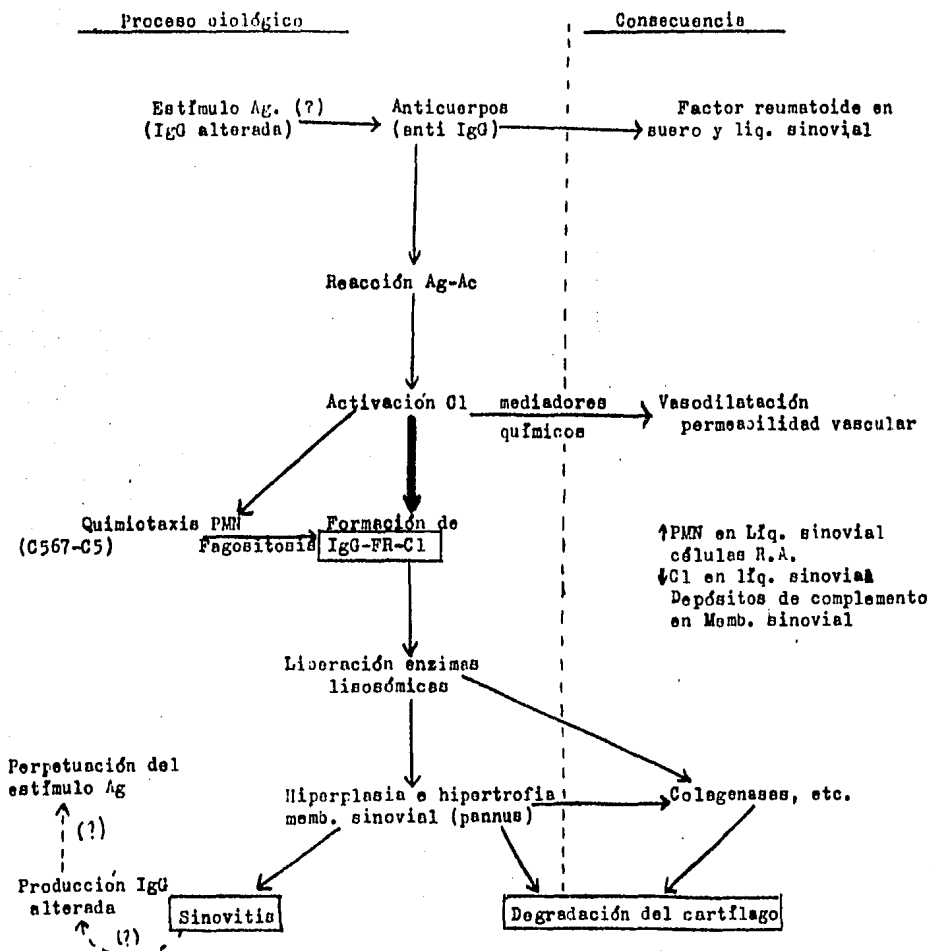 Proceso biológico
Consecuencia
Estímulo Ag. (?)
(IgG alterada)
Anticuerpos
(anti IgG)
Factor reumatoide en
suero y liq. sinovial
Reacción Ag-Ac
Activación C1
mediadores
químicos
Vasodilatación
permeabilidad vascular
Quimiotaxis PMN
(C567-C5)
Fagositosis
Formación de
IgG-FR-C1
↑PMN en Líq. sinovial
células R.A.
↓C1 en líq. sinovial
Depósitos de complemento
en Memb. sinovial
Liberación enzimas
lisosómicas
Perpetuación del
estímulo Ag
(?)
Hiperplasia e hipertrofia
memb. sinovial (pannus)
Colagenasas, etc.
Producción IgG
alterada
(?)
Sinovitis
Degradación del cartílago